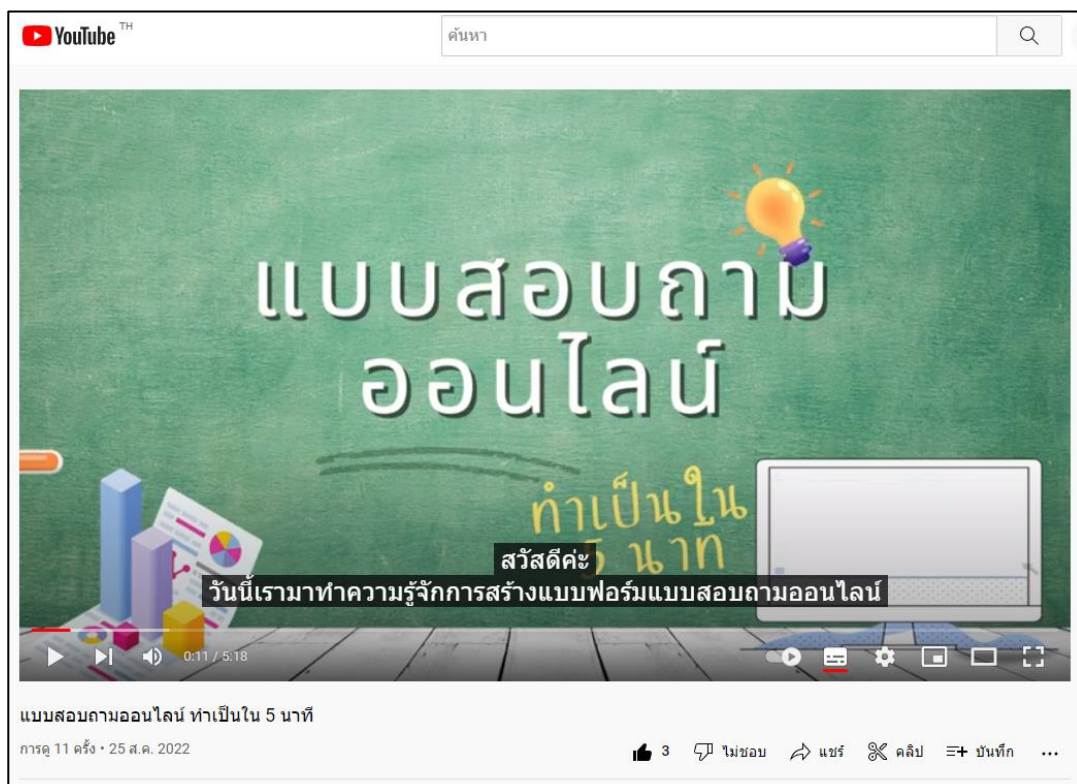 YouTube TH
ค้นหา
แบบสอบถาม
ออนไลน์
ทำเป็นใน
5 นาที
สวัสดีค่ะ
วันนี้เรามาทำความรู้จักการสร้างแบบฟอร์มแบบสอบถามออนไลน์
0:11 / 5:18
แบบสอบถามออนไลน์ ทำเป็นใน 5 นาที
การดู 11 ครั้ง • 25 ส.ค. 2022
3 ไม่ชอบ แชร์ คลิป บันทึก